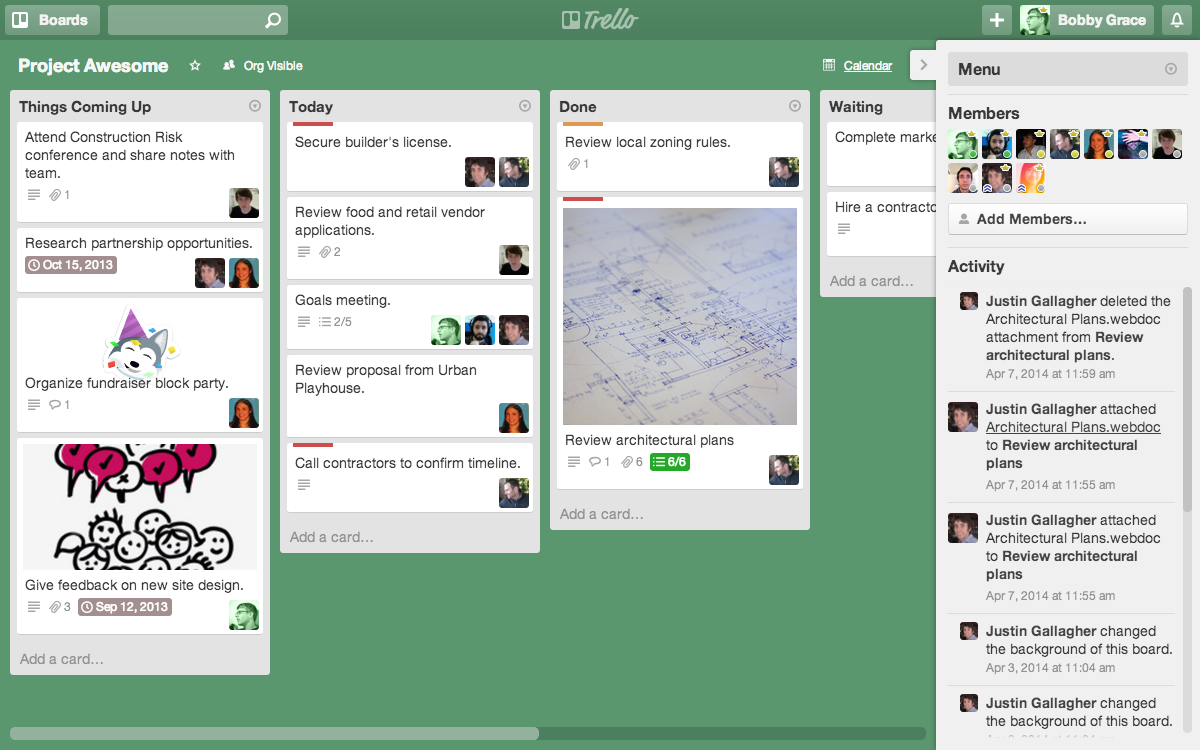 Boards
Trello
Bobby Grace
Project Awesome
Org Visible
Calendar
Things Coming Up
Attend Construction Risk
conference and share notes with
team.
1
Research partnership opportunities.
Oct 15, 2013
Organize fundraiser block party.
1
Give feedback on new site design.
3
Sep 12, 2013
Add a card…
Today
Secure builder's license.
Review food and retail vendor
applications.
2
Goals meeting.
2/5
Review proposal from Urban
Playhouse.
Call contractors to confirm timeline.
Add a card…
Done
Review local zoning rules.
1
Review architectural plans
1
6
6/6
Add a card…
Waiting
Complete marke
Hire a contracto
Add a card…
Menu
Members
Add Members…
Activity
Justin Gallagher deleted the
Architectural Plans.webdoc
attachment from Review
architectural plans.
Apr 7, 2014 at 11:59 am
Justin Gallagher attached
Architectural Plans.webdoc
to Review architectural
plans
Apr 7, 2014 at 11:55 am
Justin Gallagher attached
Architectural Plans.webdoc
to Review architectural
plans
Apr 7, 2014 at 11:55 am
Justin Gallagher changed
the background of this board.
Apr 3, 2014 at 11:04 am
Justin Gallagher changed
the background of this board.